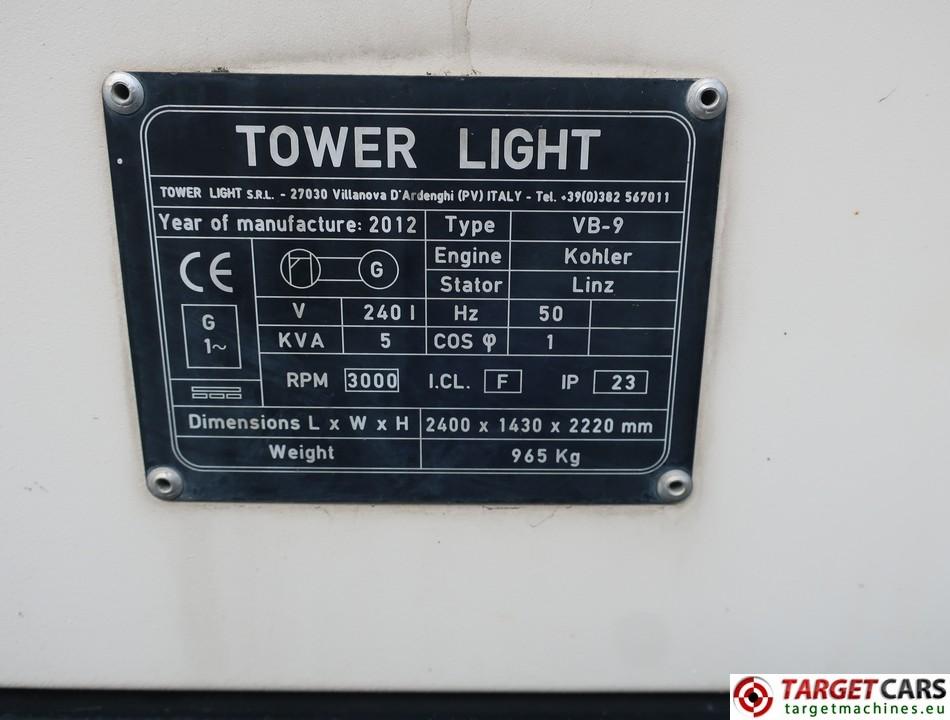 TOWER LIGHT
TOWER LIGHT S.R.L. - 27030 Villanova D'Ardenghi (PV) ITALY - Tel. +39(0)382 567011
Year of manufacture: 2012 Type VB-9
Engine Kohler
CE G
Stator Linz
V 240 I Hz 50
G
1~
KVA 5 COS φ 1
RPM 3000 I.CL. F IP 23
Dimensions L x W x H 2400 x 1430 x 2220 mm
Weight 965 Kg
TARGETCARS
targetmachines.eu